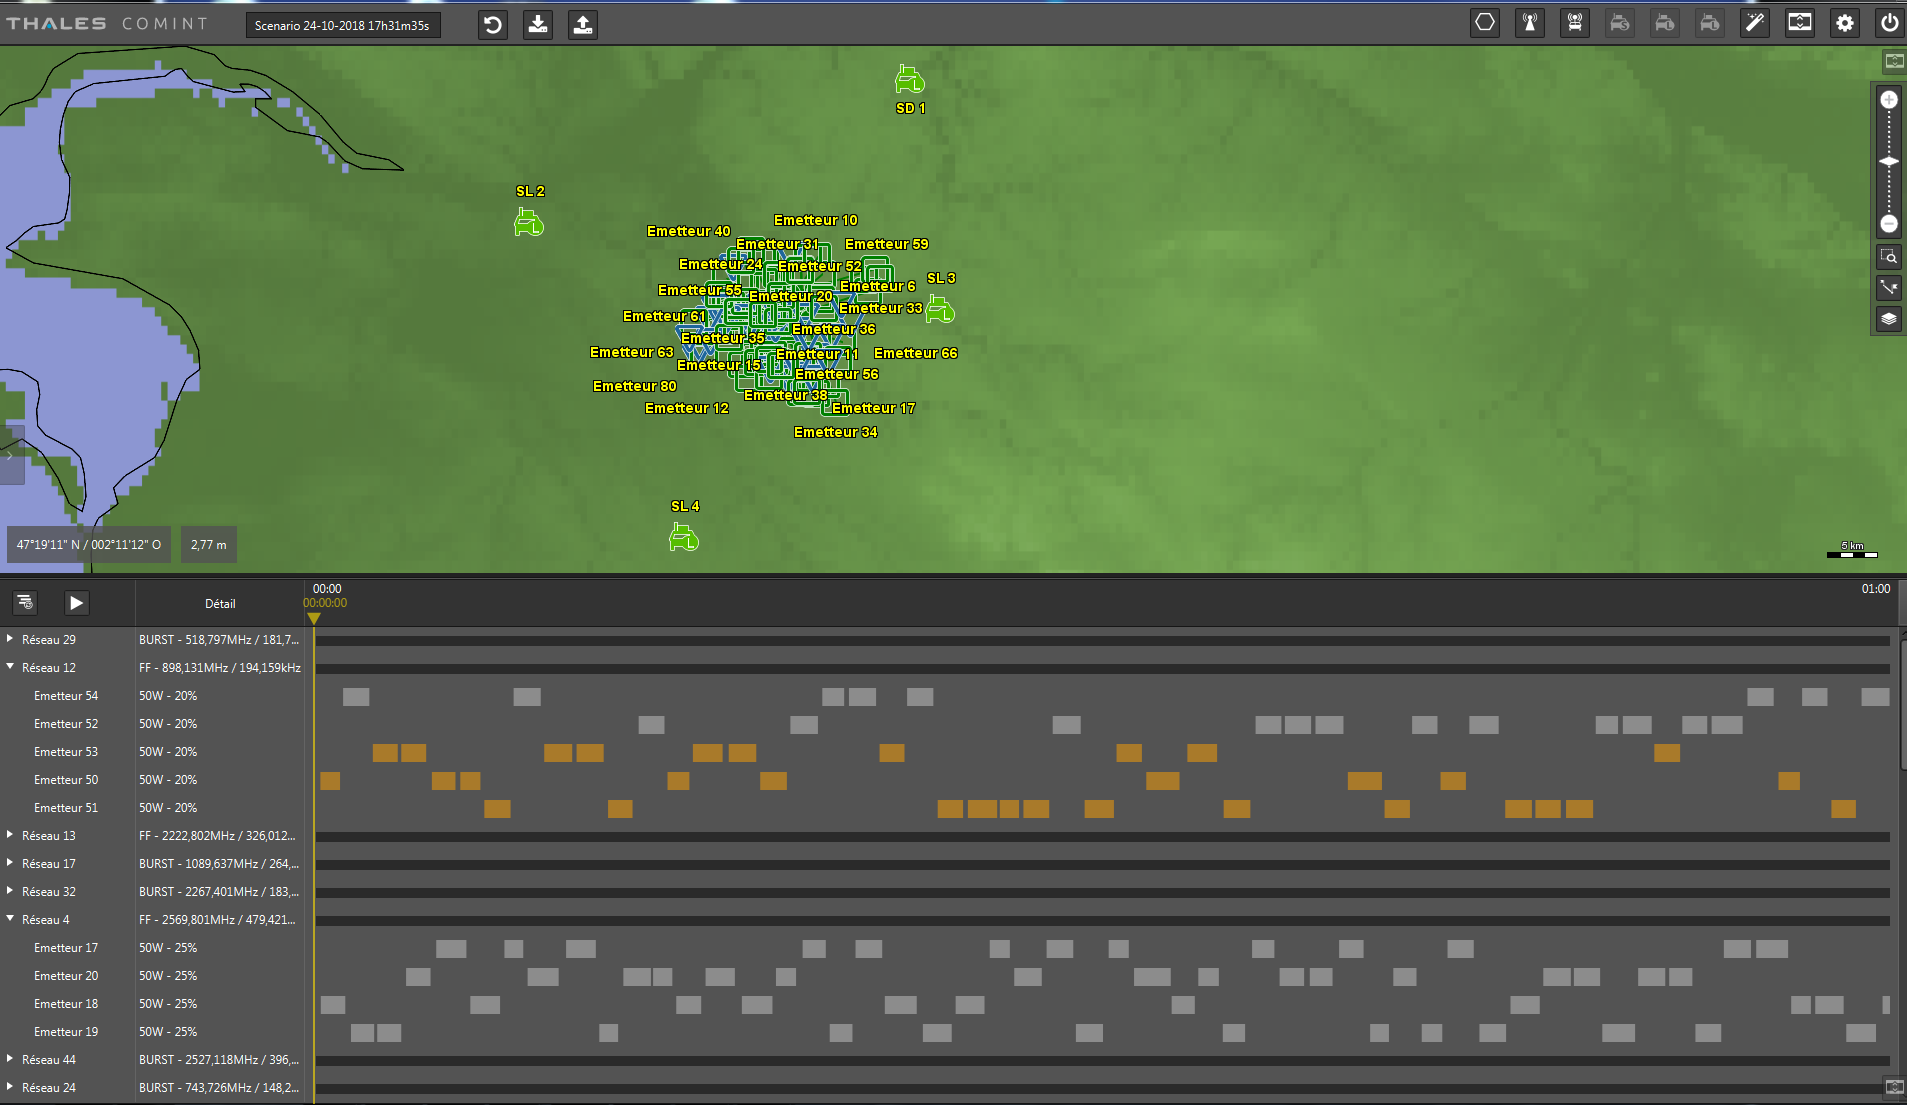 THALES COMINT
Scenario 24-10-2018 17h31m35s
SD 1
SL 2
Emetteur 10
Emetteur 40
Emetteur 31
Emetteur 59
Emetteur 24
Emetteur 52
SL 3
Emetteur 55
Emetteur 6
Emetteur 20
Emetteur 33
Emetteur 61
Emetteur 36
Emetteur 35
Emetteur 63
Emetteur 11
Emetteur 66
Emetteur 15
Emetteur 56
Emetteur 80
Emetteur 38
Emetteur 12
Emetteur 17
Emetteur 34
SL 4
47°19'11" N / 002°11'12" O
2,77 m
5 km
Détail
00:00
01:00
00:00:00
Réseau 29 BURST - 518,797MHz / 181,7...
Réseau 12 FF - 898,131MHz / 194,159kHz
Emetteur 54 50W - 20%
Emetteur 52 50W - 20%
Emetteur 53 50W - 20%
Emetteur 50 50W - 20%
Emetteur 51 50W - 20%
Réseau 13 FF - 2222,802MHz / 326,012...
Réseau 17 BURST - 1089,637MHz / 264,...
Réseau 32 BURST - 2267,401MHz / 183,...
Réseau 4 FF - 2569,801MHz / 479,421...
Emetteur 17 50W - 25%
Emetteur 20 50W - 25%
Emetteur 18 50W - 25%
Emetteur 19 50W - 25%
Réseau 44 BURST - 2527,118MHz / 396,...
Réseau 24 BURST - 743,726MHz / 148,2...